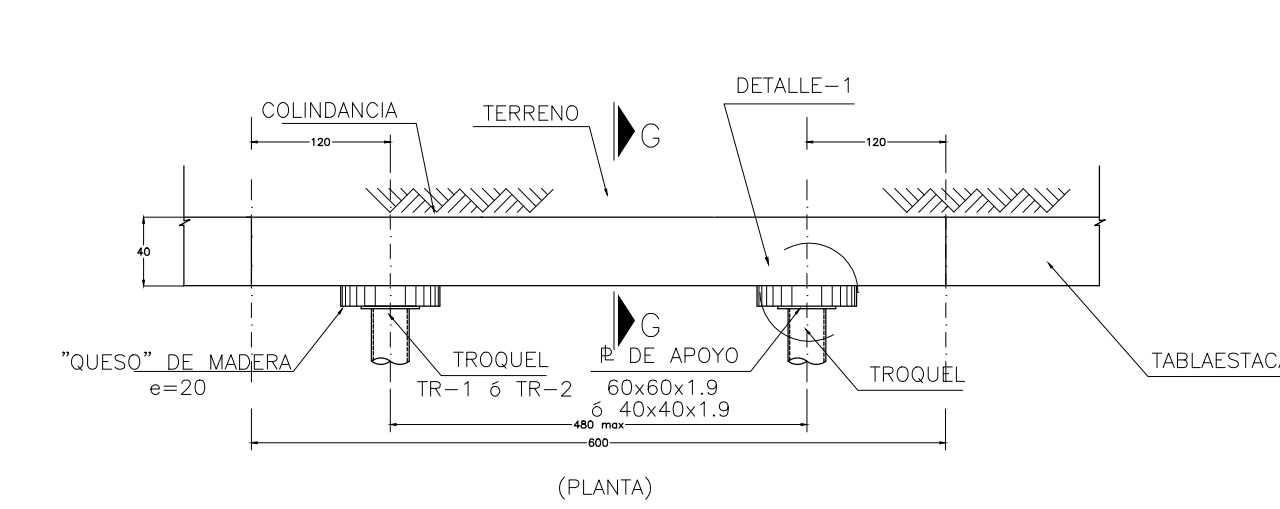 DETALLE-1
COLINDANCIA
TERRENO
G
120
120
40
G
"QUESO" DE MADERA
e=20
TROQUEL
TR-1 ó TR-2
℄ DE APOYO
60x60x1.9
ó 40x40x1.9
TROQUEL
TABLAESTACA
480 max
600
(PLANTA)